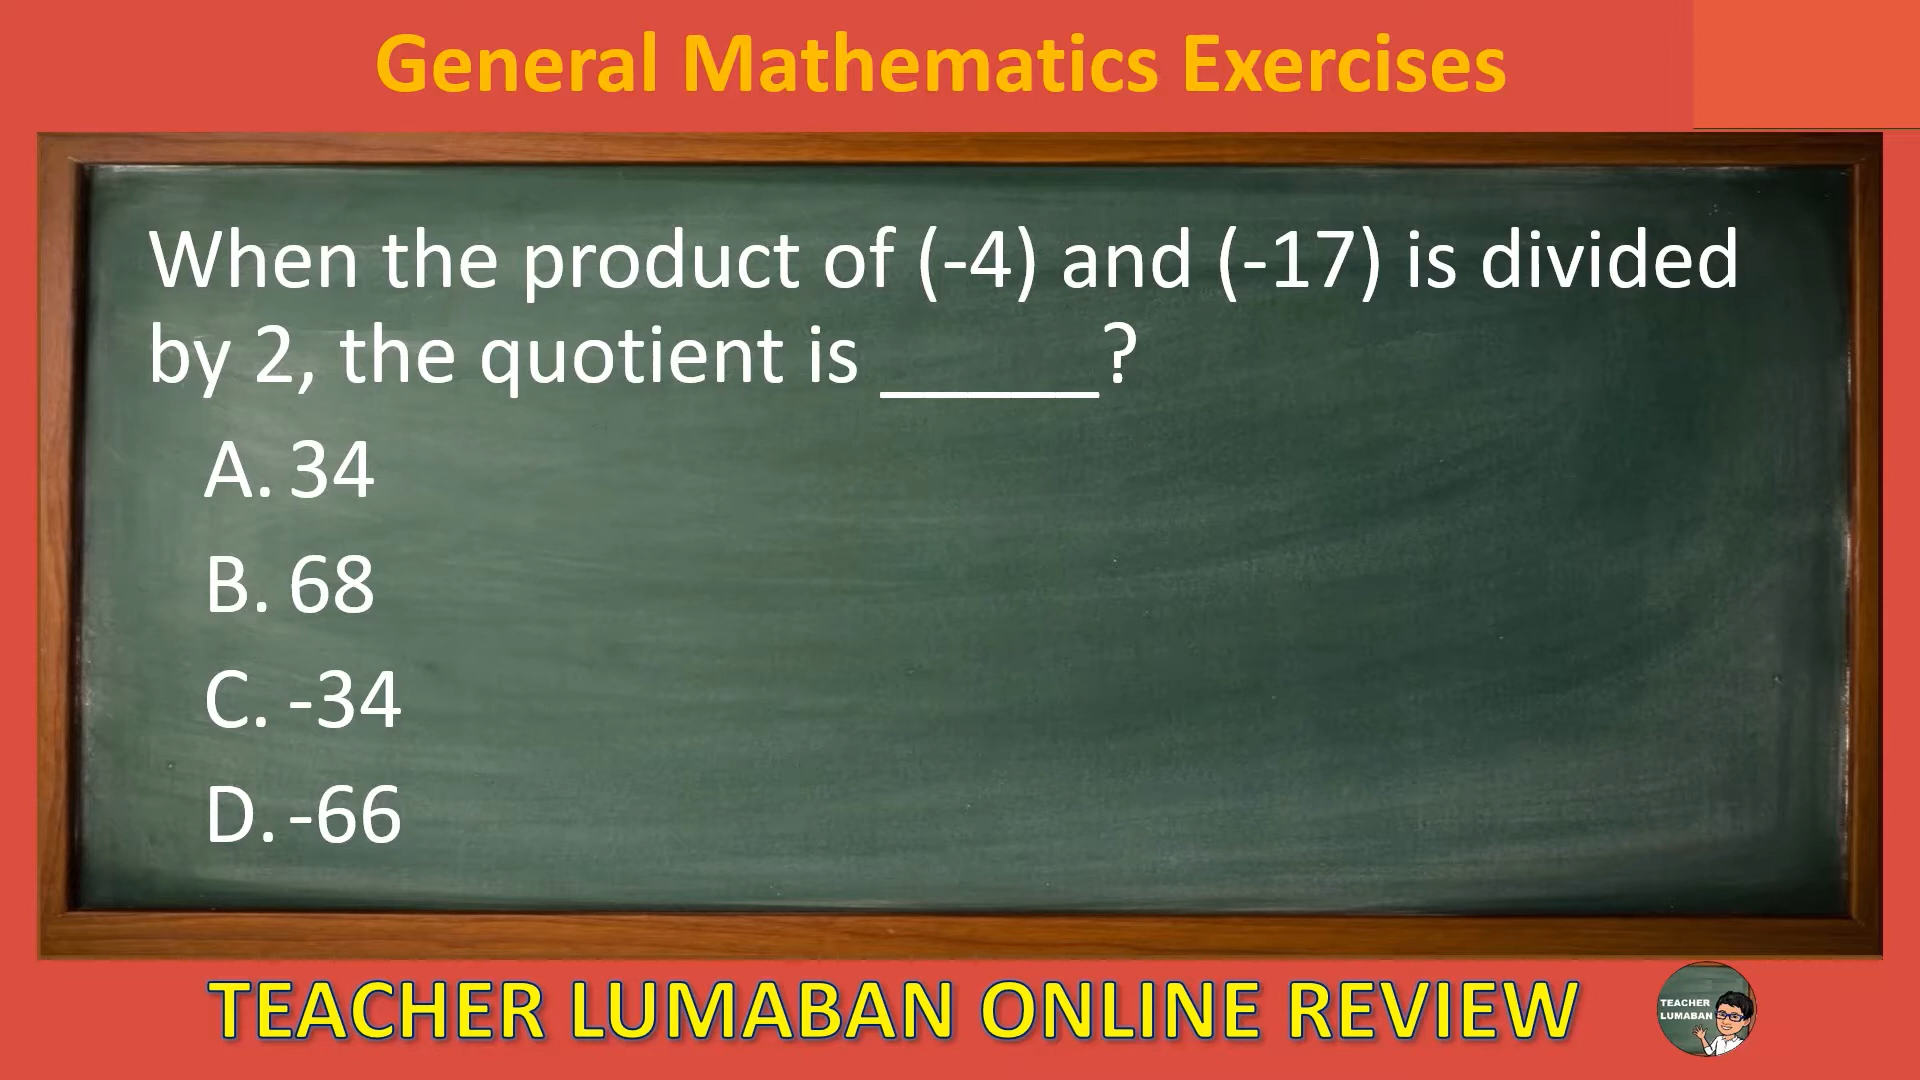 General Mathematics Exercises
When the product of (-4) and (-17) is divided
by 2, the quotient is _____?
A. 34
B. 68
C. -34
D. -66
TEACHER LUMABAN ONLINE REVIEW
TEACHER
LUMABAN